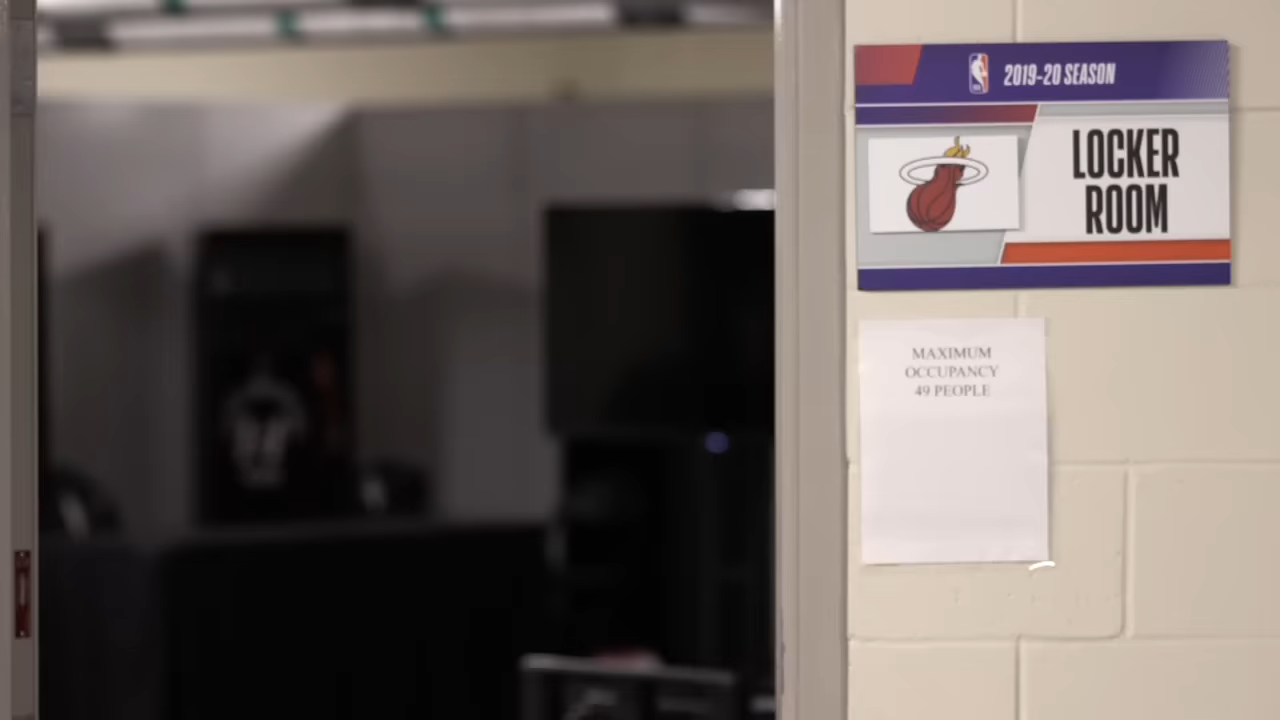 2019-20 SEASON
LOCKER
ROOM
MAXIMUM
OCCUPANCY
49 PEOPLE